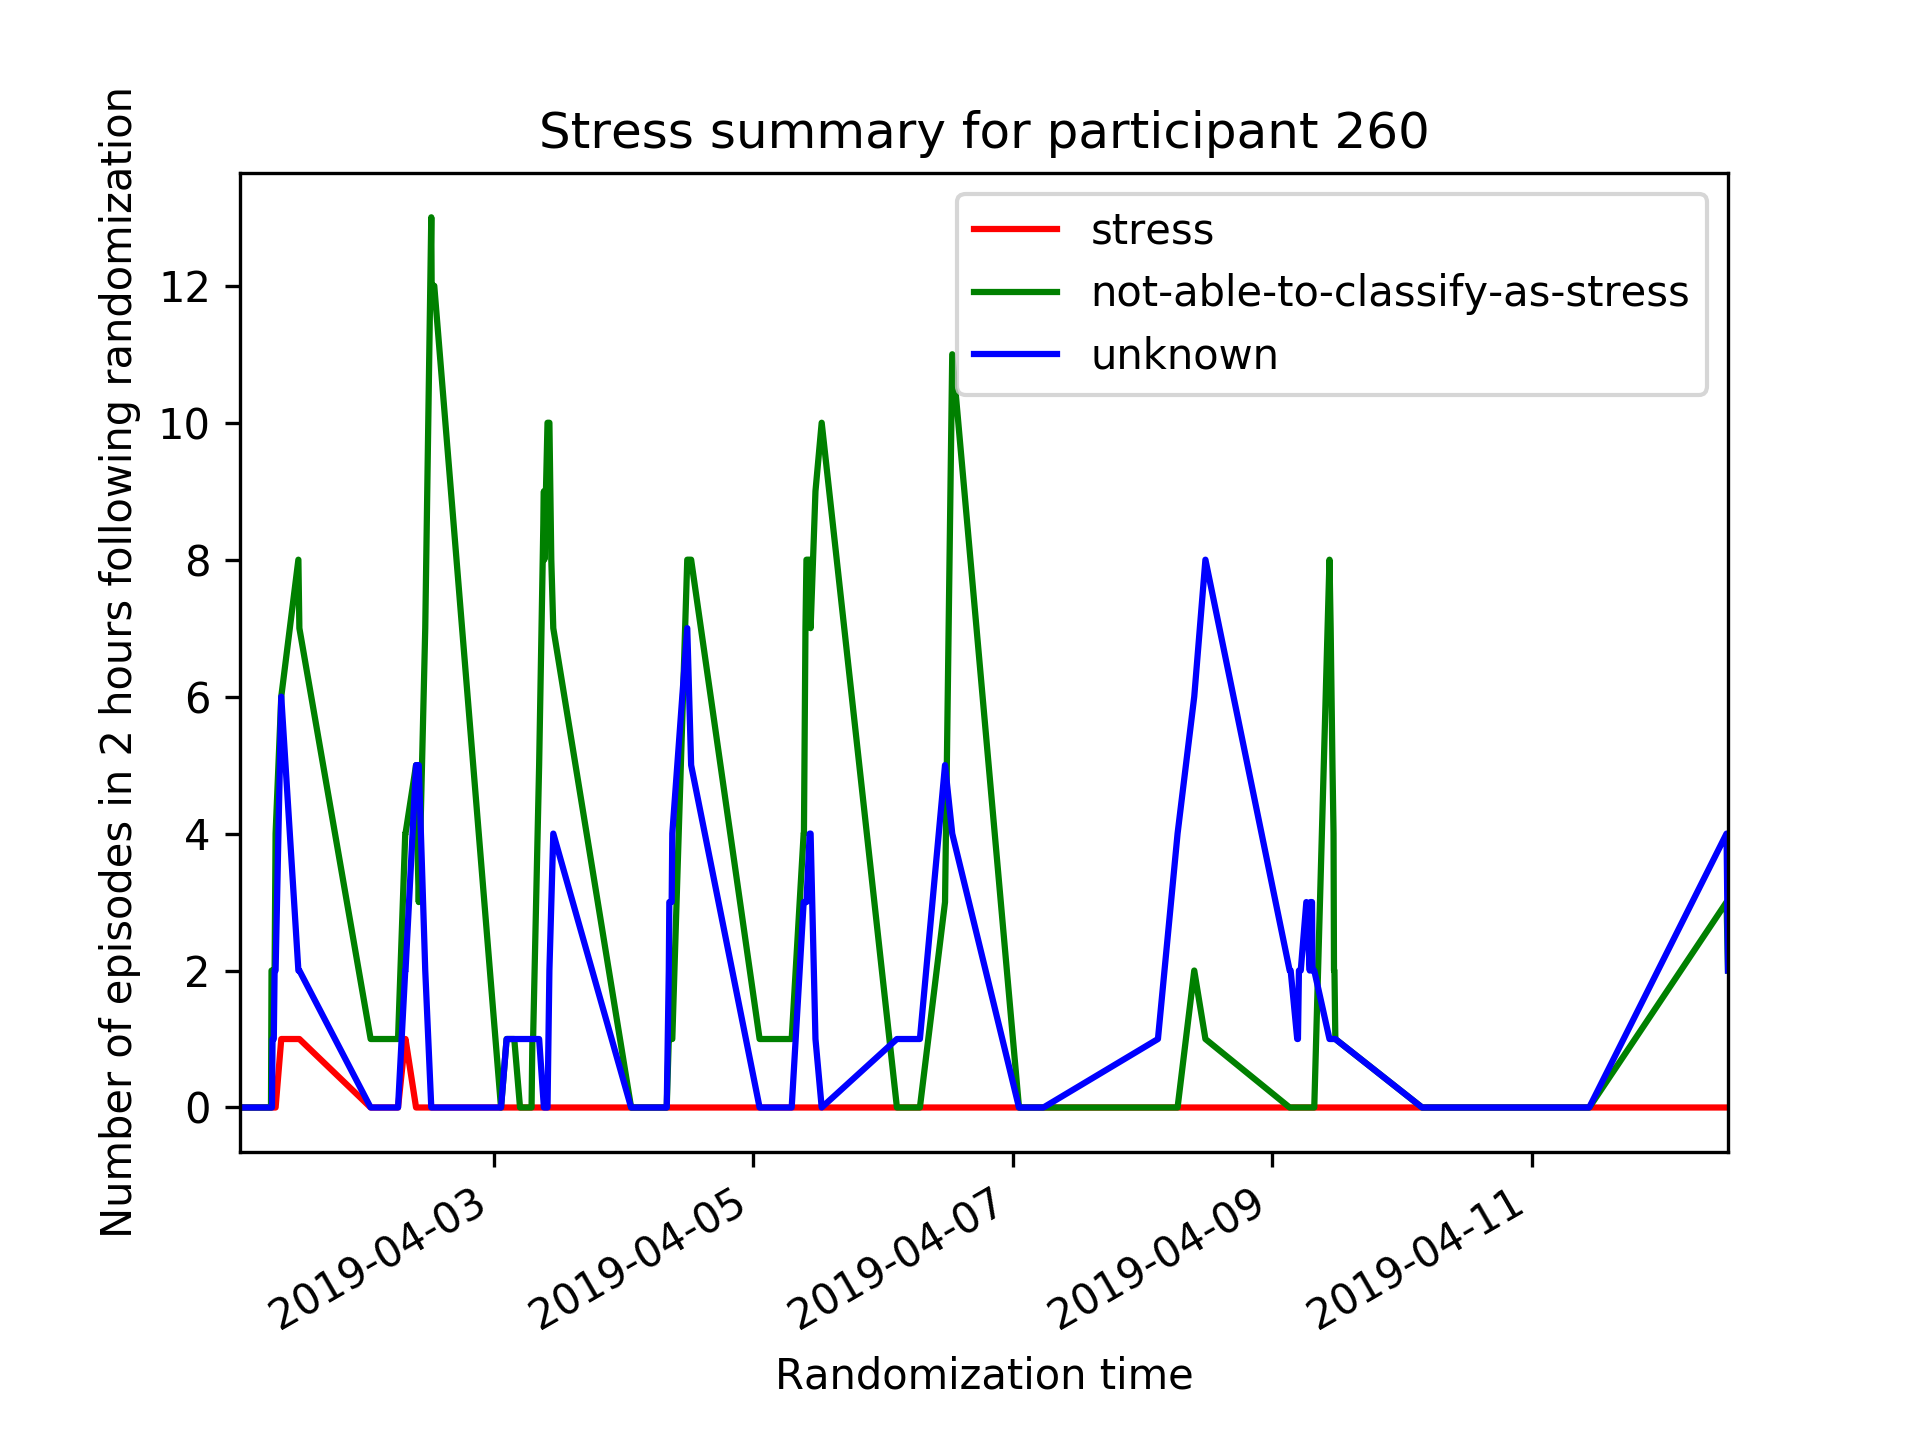 Stress summary for participant 260
stress
not-able-to-classify-as-stress
unknown
Number of episodes in 2 hours following randomization
12
10
8
6
4
2
0
2019-04-03
2019-04-05
2019-04-07
2019-04-09
2019-04-11
Randomization time